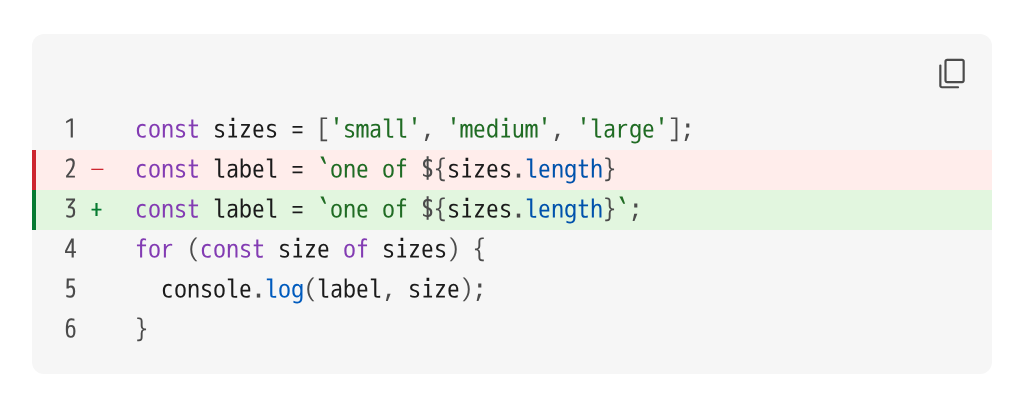 1 const sizes = ['small', 'medium', 'large'];
2 − const label = `one of ${sizes.length}
3 + const label = `one of ${sizes.length}`;
4 for (const size of sizes) {
5   console.log(label, size);
6 }